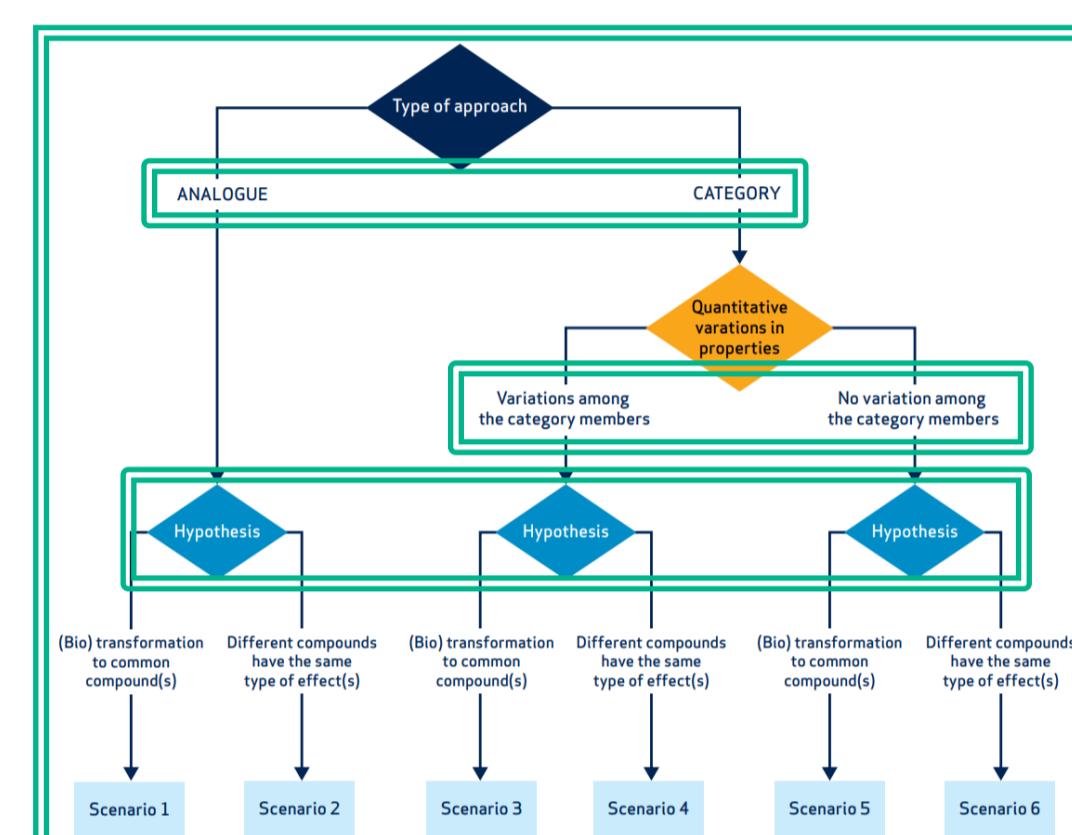 Type of approach
ANALOGUE
CATEGORY
Quantitative
varations in
properties
Variations among
the category members
No variation among
the category members
Hypothesis
Hypothesis
Hypothesis
(Bio) transformation
to common
compound(s)
Different compounds
have the same
type of effect(s)
(Bio) transformation
to common
compound(s)
Different compounds
have the same
type of effect(s)
(Bio) transformation
to common
compound(s)
Different compounds
have the same
type of effect(s)
Scenario 1
Scenario 2
Scenario 3
Scenario 4
Scenario 5
Scenario 6